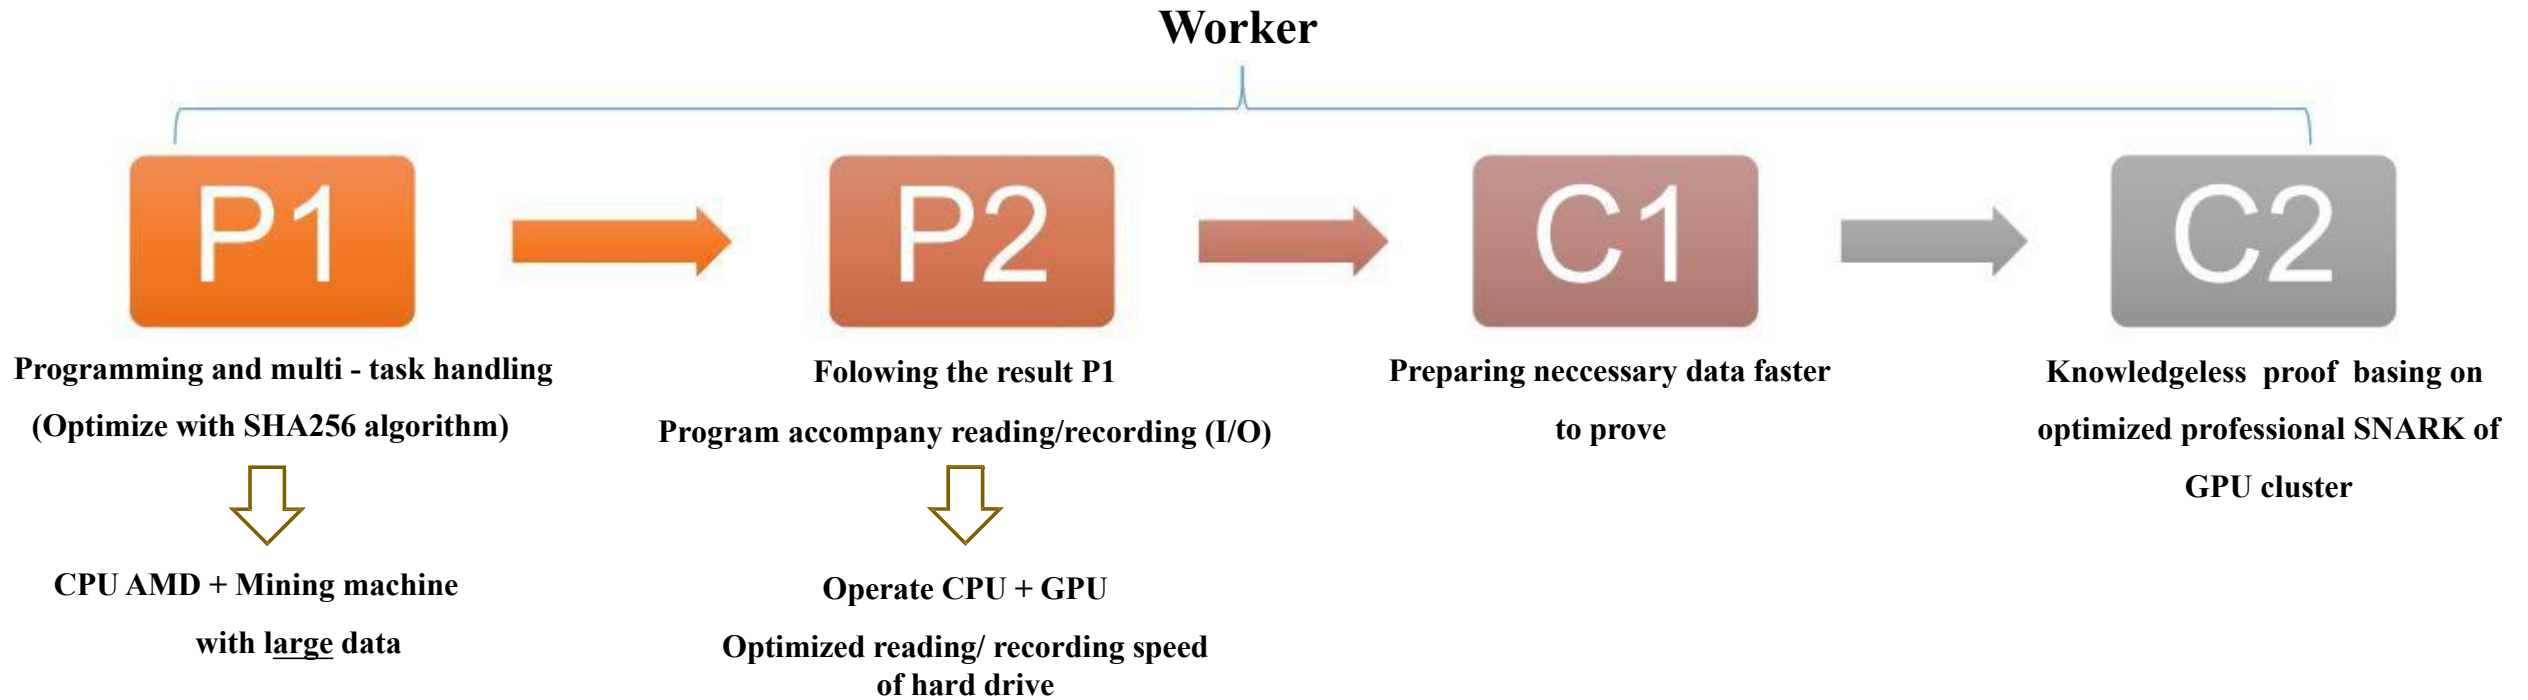 Worker
P1
P2
C1
C2
Programming and multi - task handling
(Optimize with SHA256 algorithm)
CPU AMD + Mining machine
with large data
Folowing the result P1
Program accompany reading/recording (I/O)
Operate CPU + GPU
Optimized reading/ recording speed
of hard drive
Preparing neccessary data faster
to prove
Knowledgeless proof basing on
optimized professional SNARK of
GPU cluster